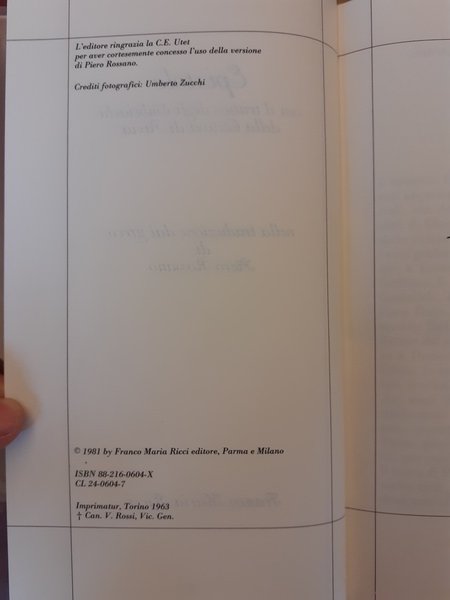 L'editore ringrazia la C.E. Utet
per aver cortesemente concesso l'uso della versione
di Piero Rossano.
Crediti fotografici: Umberto Zucchi
© 1981 by Franco Maria Ricci editore, Parma e Milano
ISBN 88-216-0604-X
CL 24-0604-7
Imprimatur, Torino 1963
† Can. V. Rossi, Vic. Gen.